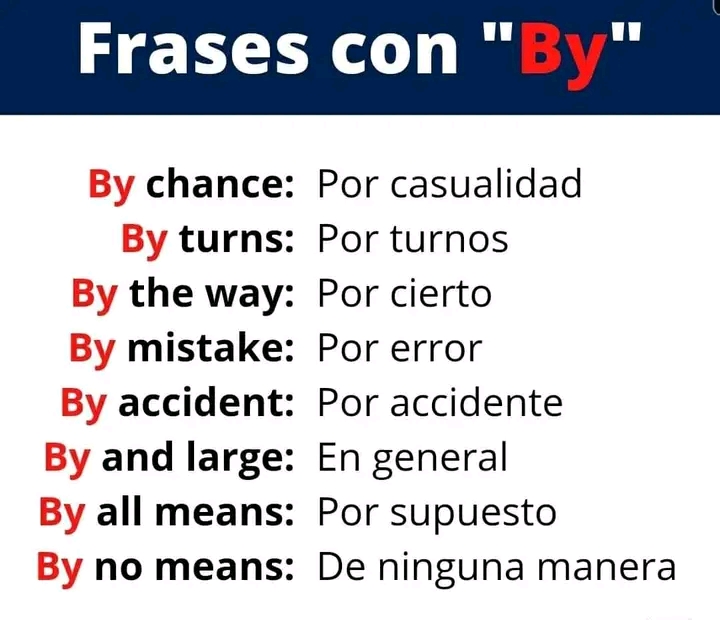 Frases con "By"
By chance: Por casualidad
By turns: Por turnos
By the way: Por cierto
By mistake: Por error
By accident: Por accidente
By and large: En general
By all means: Por supuesto
By no means: De ninguna manera